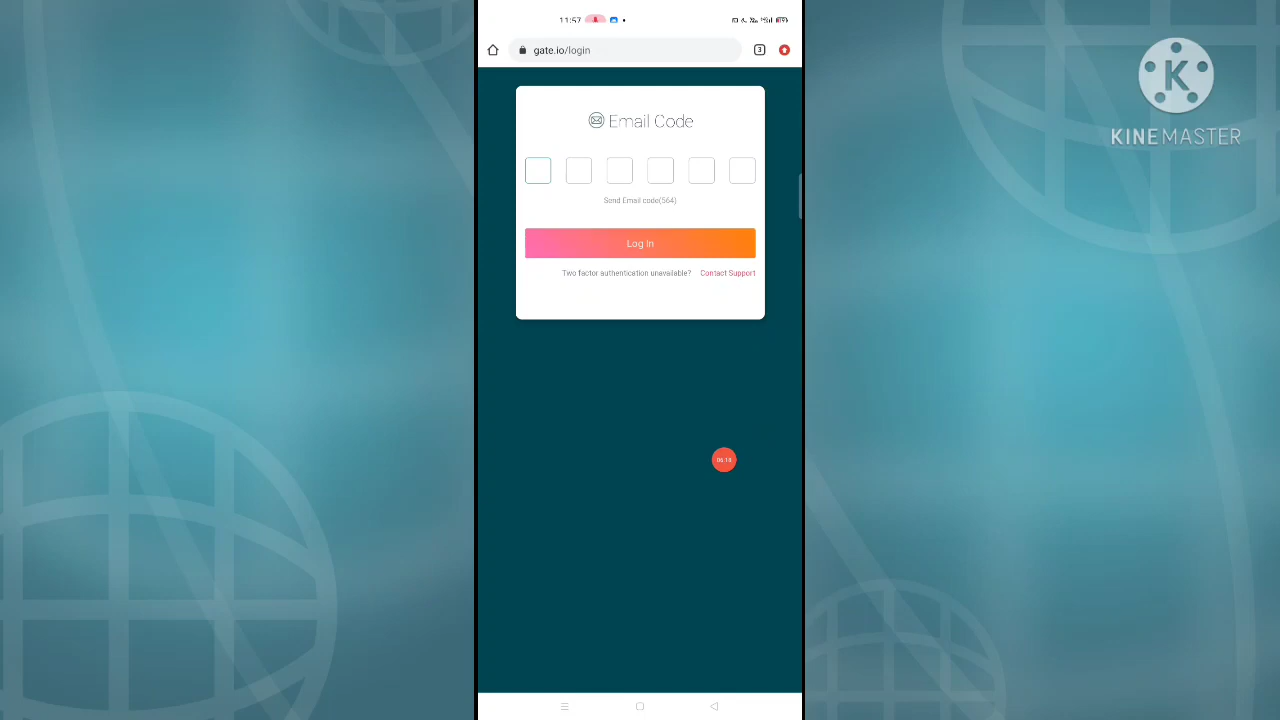 11:57
gate.io/login
3
K
KINEMASTER
Email Code
Send Email code(564)
Log In
Two factor authentication unavailable? Contact Support